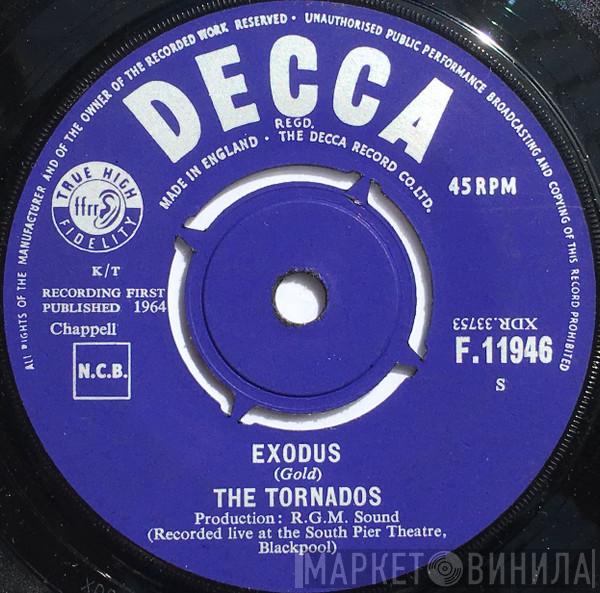 ALL RIGHTS OF THE MANUFACTURER AND OF THE OWNER OF THE RECORDED WORK RESERVED • UNAUTHORISED PUBLIC PERFORMANCE BROADCASTING AND COPYING OF THIS RECORD PROHIBITED
DECCA
REGD.
MADE IN ENGLAND • THE DECCA RECORD CO. LTD.
TRUE HIGH
ffrr
FIDELITY
45 RPM
K/T
RECORDING FIRST
PUBLISHED 1964
Chappell
N.C.B.
XDR.33753
F.11946
S
EXODUS
(Gold)
THE TORNADOS
Production: R.G.M. Sound
(Recorded live at the South Pier Theatre,
Blackpool)
МАРКЕТ ВИНИЛА